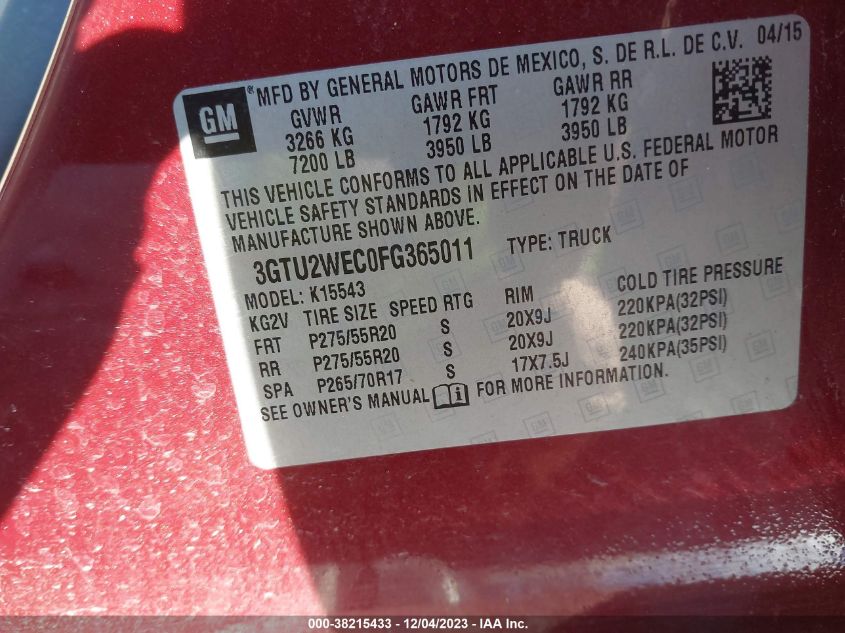 GM ® MFD BY GENERAL MOTORS DE MEXICO, S. DE R.L. DE C.V. 04/15
GVWR GAWR FRT GAWR RR
3266 KG 1792 KG 1792 KG
7200 LB 3950 LB 3950 LB
THIS VEHICLE CONFORMS TO ALL APPLICABLE U.S. FEDERAL MOTOR
VEHICLE SAFETY STANDARDS IN EFFECT ON THE DATE OF
MANUFACTURE SHOWN ABOVE.
3GTU2WEC0FG365011 TYPE: TRUCK
MODEL: K15543
KG2V TIRE SIZE SPEED RTG RIM COLD TIRE PRESSURE
FRT P275/55R20 S 20X9J 220KPA(32PSI)
RR P275/55R20 S 20X9J 220KPA(32PSI)
SPA P265/70R17 S 17X7.5J 240KPA(35PSI)
SEE OWNER'S MANUAL FOR MORE INFORMATION.
000-38215433 - 12/04/2023 - IAA Inc.